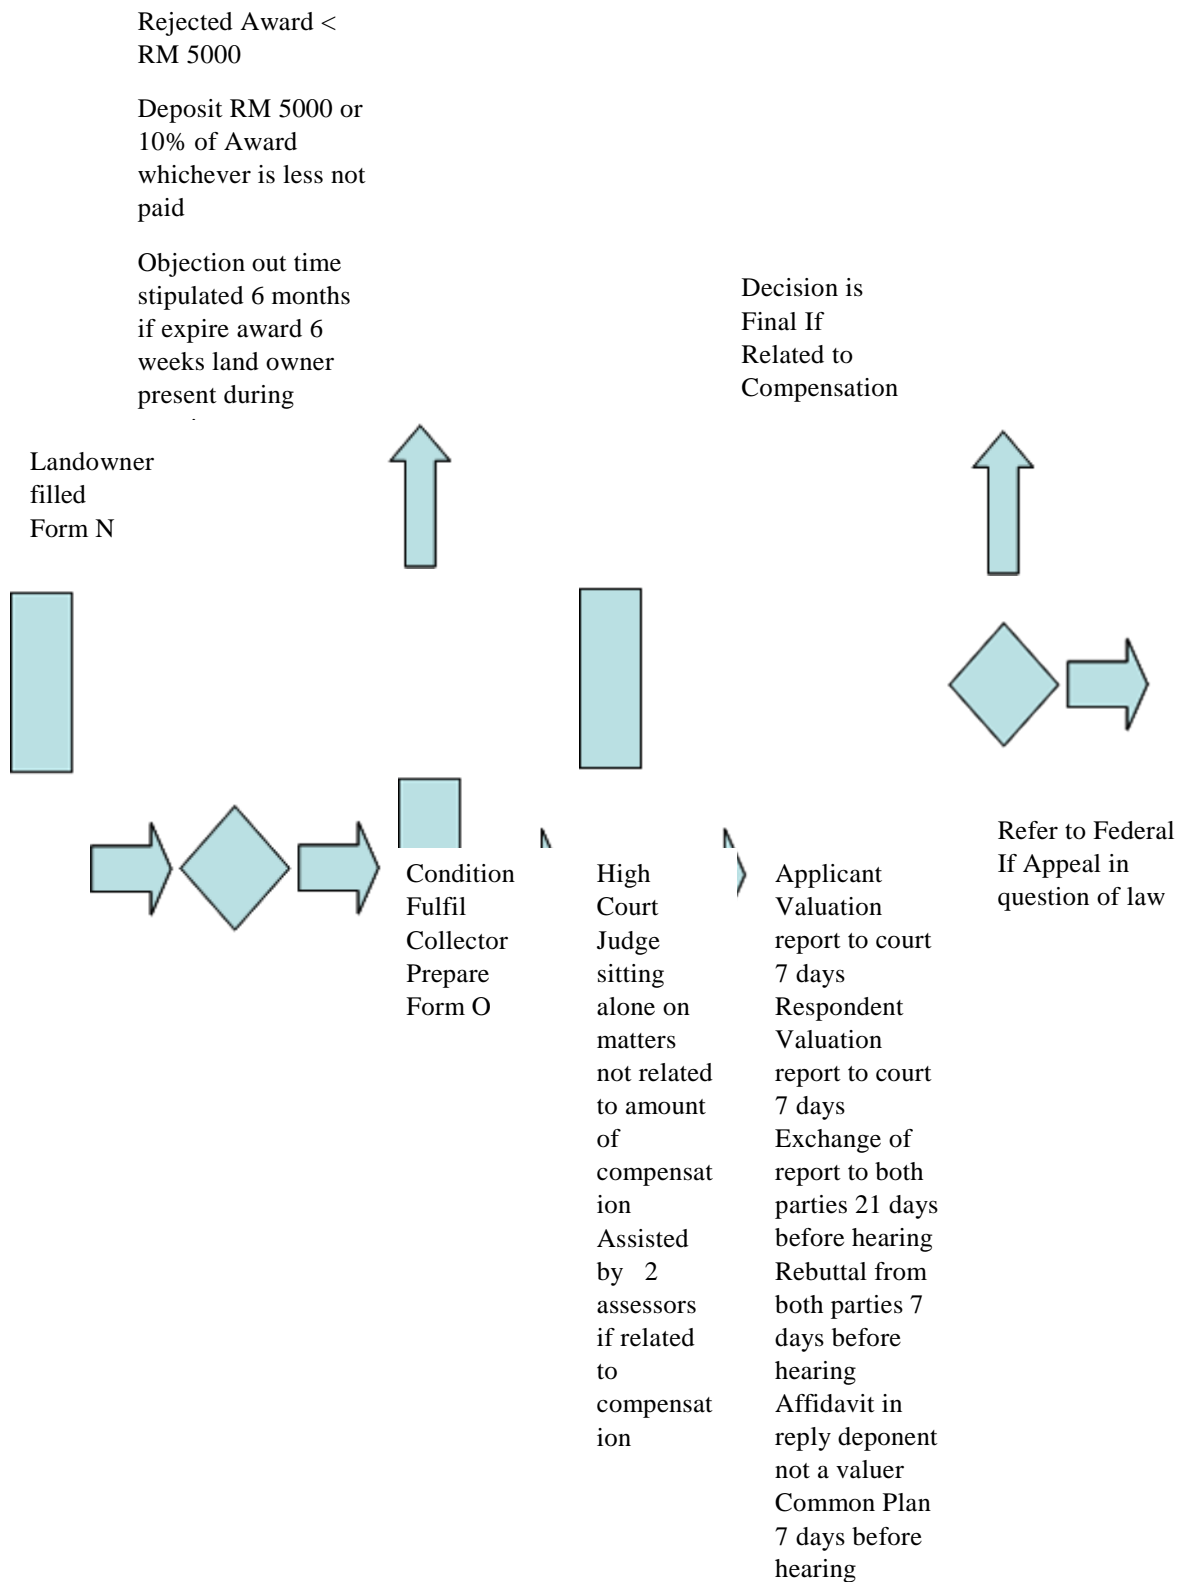 Rejected Award <
RM 5000
Deposit RM 5000 or
10% of Award
whichever is less not
paid
Objection out time
stipulated 6 months
if expire award 6
weeks land owner
present during
Decision is
Final If
Related to
Compensation
Landowner
filled
Form N
Condition
Fulfil
Collector
Prepare
Form O
High
Court
Judge
sitting
alone on
matters
not related
to amount
of
compensat
ion
Assisted
by 2
assessors
if related
to
compensat
ion
Applicant
Valuation
report to court
7 days
Respondent
Valuation
report to court
7 days
Exchange of
report to both
parties 21 days
before hearing
Rebuttal from
both parties 7
days before
hearing
Affidavit in
reply deponent
not a valuer
Common Plan
7 days before
hearing
Refer to Federal
If Appeal in
question of law